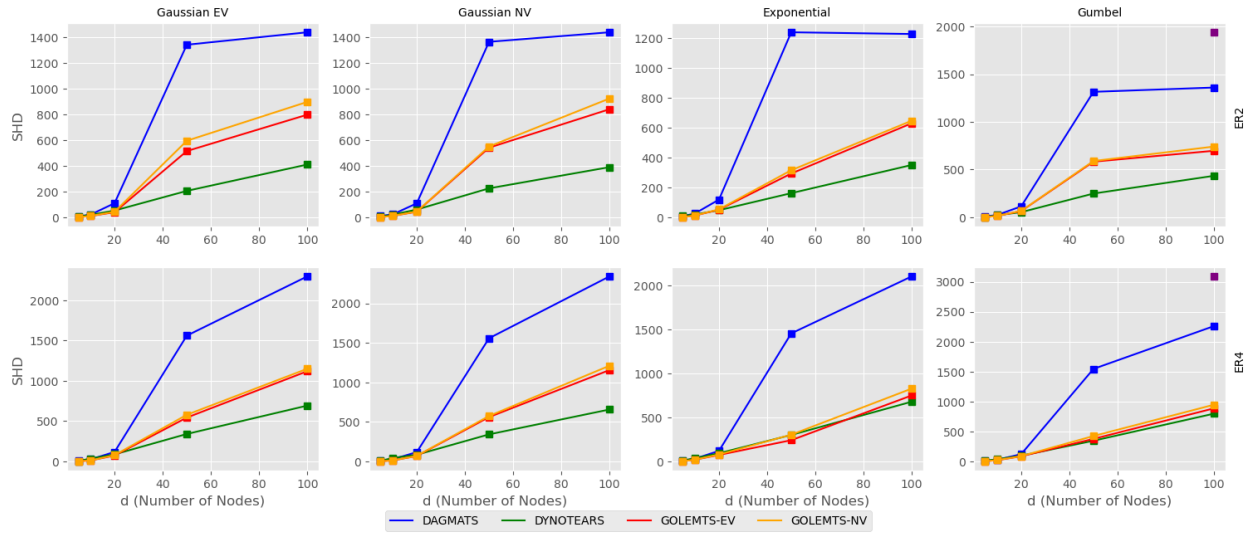 Gaussian EV Gaussian NV Exponential Gumbel
SHD
1400
1200
1000
800
600
400
200
0
20 40 60 80 100
1400
1200
1000
800
600
400
200
0
20 40 60 80 100
1200
1000
800
600
400
200
0
20 40 60 80 100
2000
1500
1000
500
0
20 40 60 80 100
ER2
SHD
2000
1500
1000
500
0
20 40 60 80 100
d (Number of Nodes)
2000
1500
1000
500
0
20 40 60 80 100
d (Number of Nodes)
2000
1500
1000
500
0
20 40 60 80 100
d (Number of Nodes)
3000
2500
2000
1500
1000
500
0
20 40 60 80 100
d (Number of Nodes)
ER4
DAGMATS DYNOTEARS GOLEMTS-EV GOLEMTS-NV